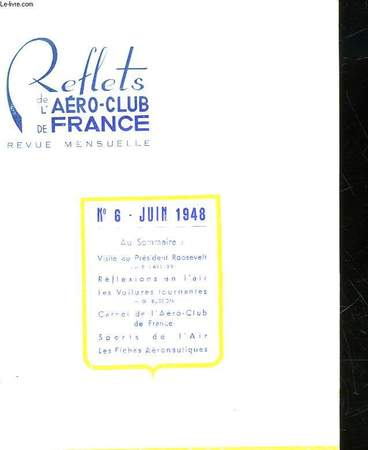 Le-livre.com
Reflets
de
L'AÉRO-CLUB
DE FRANCE
REVUE MENSUELLE
N° 6 - JUIN 1948
Au Sommaire :
Visite au Président Roosevelt
Réflexions en l'air
Les Voilures tournantes
Carnet de l'Aéro-Club
de France
Sports de l'Air
Les Fiches Aéronautiques